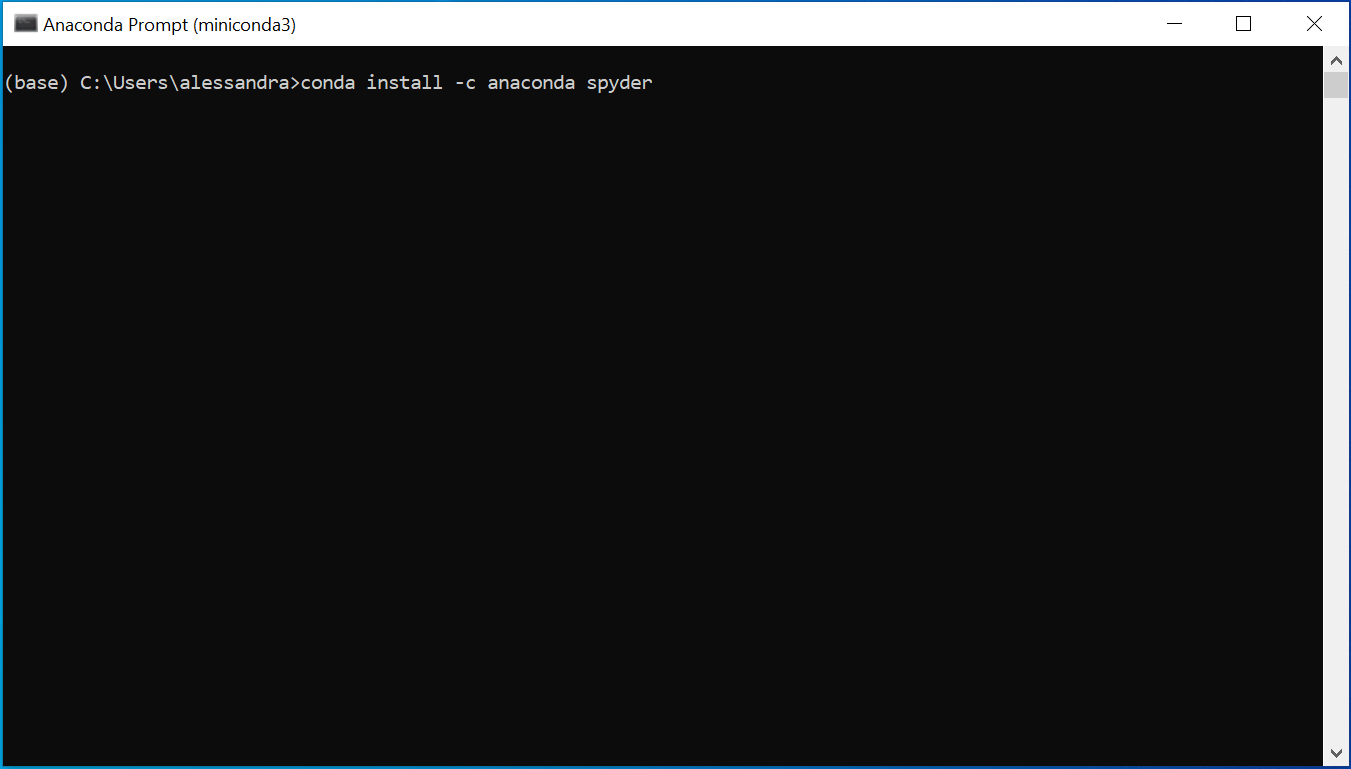 Anaconda Prompt (miniconda3)
(base) C:\Users\alessandra>conda install -c anaconda spyder